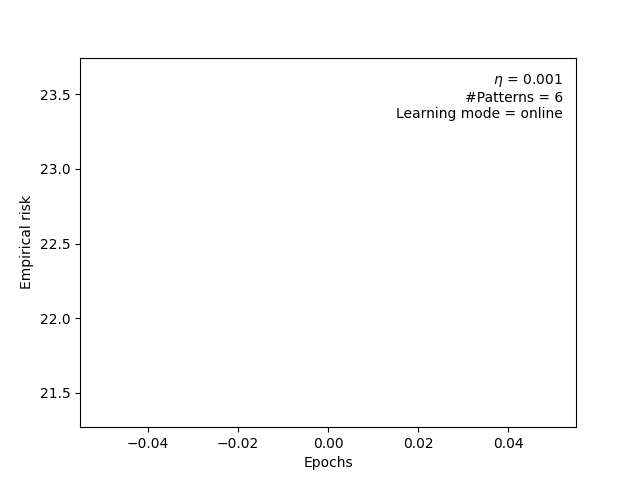 η = 0.001
#Patterns = 6
Learning mode = online
23.5
23.0
22.5
22.0
21.5
Empirical risk
−0.04 −0.02 0.00 0.02 0.04
Epochs